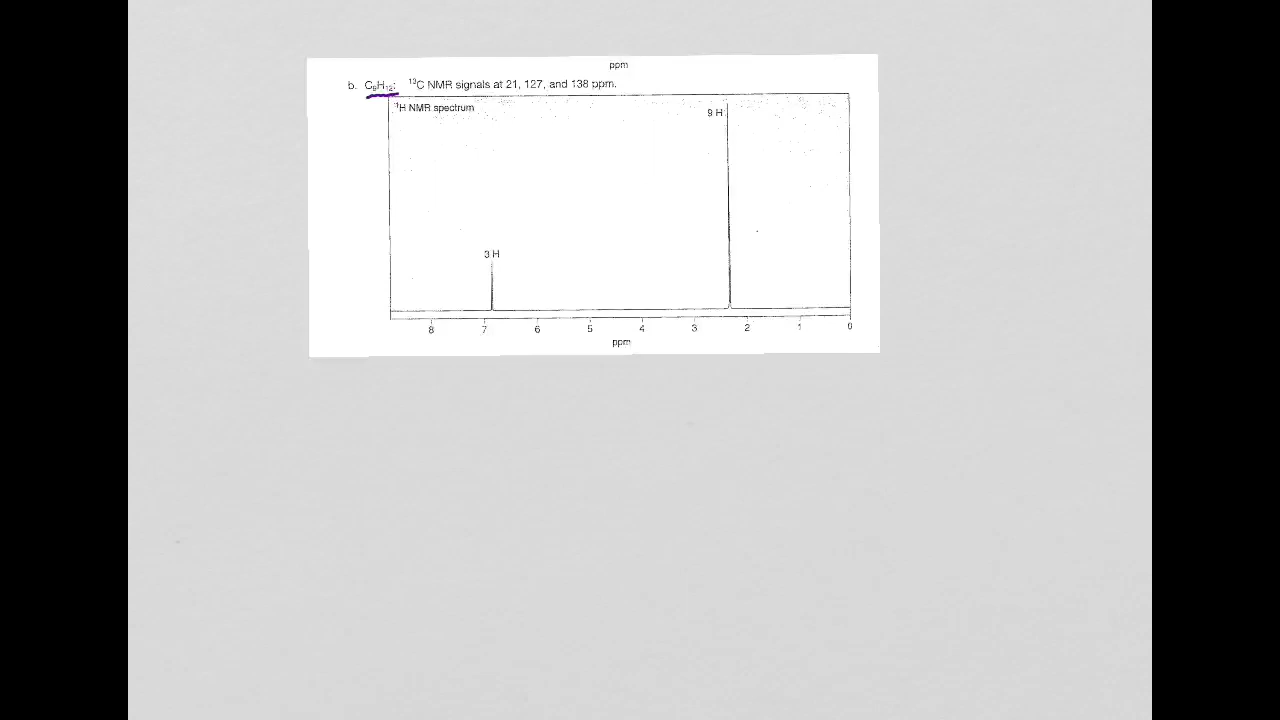 ppm
b. C₉H₁₂: ¹³C NMR signals at 21, 127, and 138 ppm.
¹H NMR spectrum
9 H
3 H
8 7 6 5 4 3 2 1 0
ppm